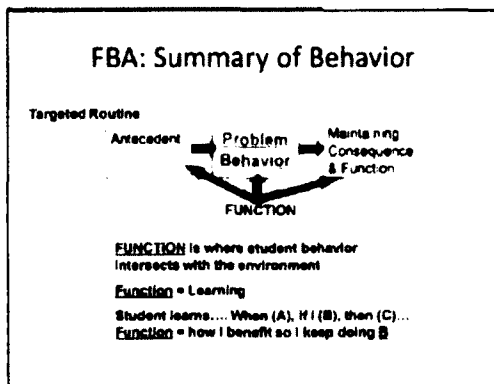 FBA: Summary of Behavior
Targeted Routine
Antecedent
Problem
Behavior
Maintaining
Consequence
& Function
FUNCTION
FUNCTION is where student behavior
intersects with the environment
Function = Learning
Student learns.... When (A), if I (B), then (C)...
Function = how I benefit so I keep doing B